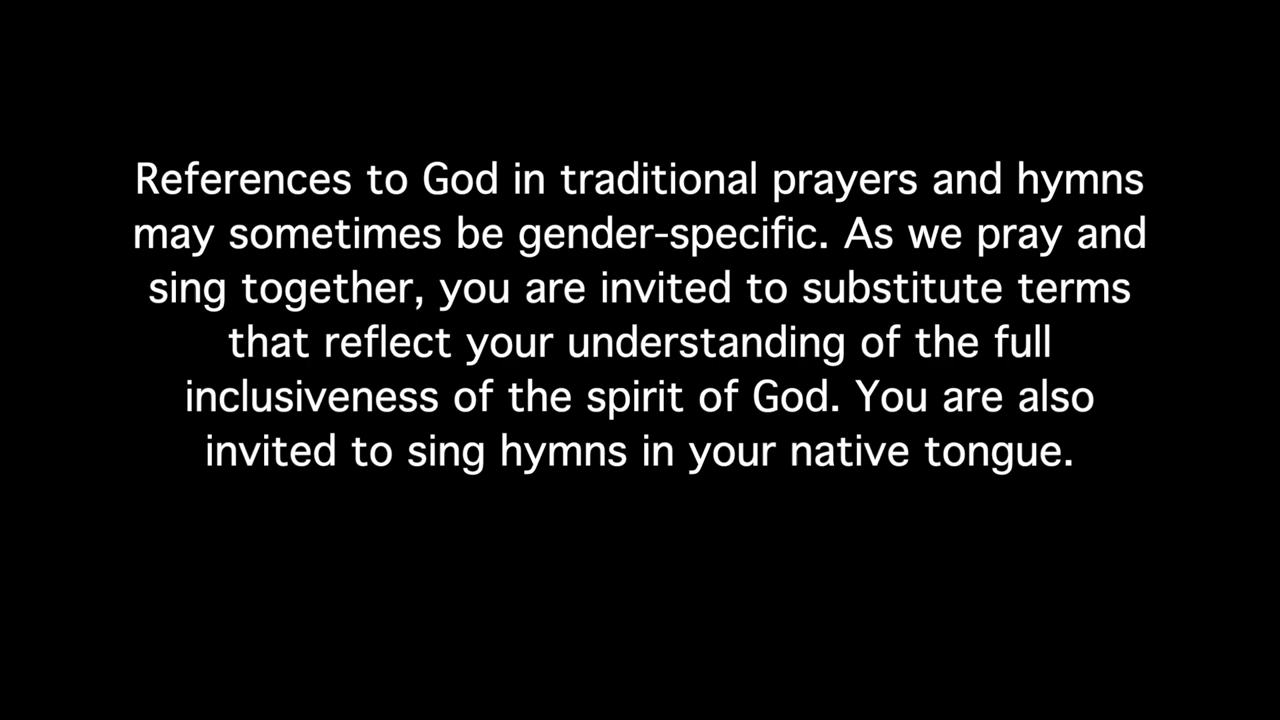 References to God in traditional prayers and hymns
may sometimes be gender-specific. As we pray and
sing together, you are invited to substitute terms
that reflect your understanding of the full
inclusiveness of the spirit of God. You are also
invited to sing hymns in your native tongue.